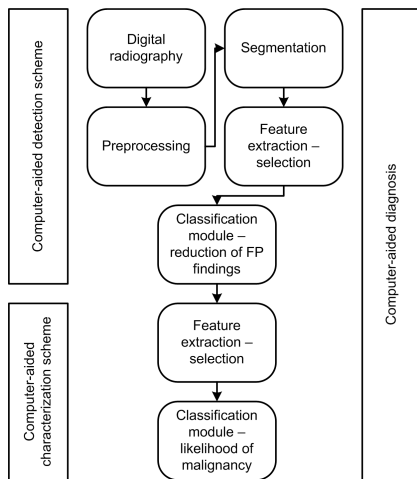 Computer-aided detection scheme
Digital
radiography
Preprocessing
Segmentation
Feature
extraction –
selection
Classification
module –
reduction of FP
findings
Computer-aided
characterization scheme
Feature
extraction –
selection
Classification
module –
likelihood of
malignancy
Computer-aided diagnosis